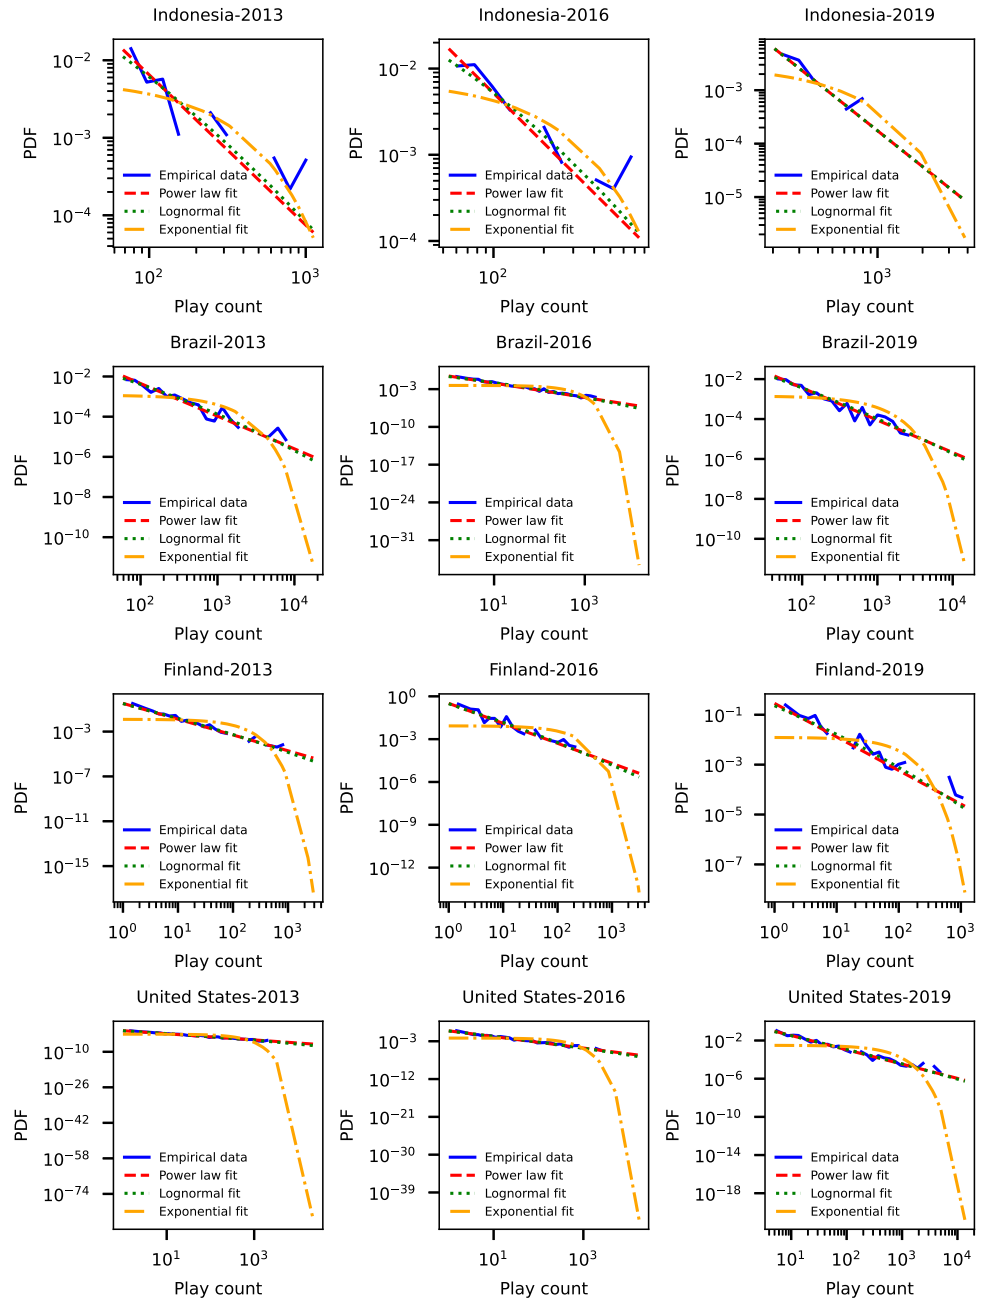 Indonesia-2013
Indonesia-2016
Indonesia-2019
PDF
10^-2
10^-3
10^-4
Empirical data
Power law fit
Lognormal fit
Exponential fit
10^2
10^3
Play count
PDF
10^-2
10^-3
10^-4
Empirical data
Power law fit
Lognormal fit
Exponential fit
10^2
Play count
PDF
10^-3
10^-4
10^-5
Empirical data
Power law fit
Lognormal fit
Exponential fit
10^3
Play count
Brazil-2013
Brazil-2016
Brazil-2019
PDF
10^-2
10^-4
10^-6
10^-8
10^-10
Empirical data
Power law fit
Lognormal fit
Exponential fit
10^2
10^3
10^4
Play count
PDF
10^-3
10^-10
10^-17
10^-24
10^-31
Empirical data
Power law fit
Lognormal fit
Exponential fit
10^1
10^3
Play count
PDF
10^-2
10^-4
10^-6
10^-8
10^-10
Empirical data
Power law fit
Lognormal fit
Exponential fit
10^2
10^3
10^4
Play count
Finland-2013
Finland-2016
Finland-2019
PDF
10^-3
10^-7
10^-11
10^-15
Empirical data
Power law fit
Lognormal fit
Exponential fit
10^0
10^1
10^2
10^3
Play count
PDF
10^0
10^-3
10^-6
10^-9
10^-12
Empirical data
Power law fit
Lognormal fit
Exponential fit
10^0
10^1
10^2
10^3
Play count
PDF
10^-1
10^-3
10^-5
10^-7
Empirical data
Power law fit
Lognormal fit
Exponential fit
10^0
10^1
10^2
10^3
Play count
United States-2013
United States-2016
United States-2019
PDF
10^-10
10^-26
10^-42
10^-58
10^-74
Empirical data
Power law fit
Lognormal fit
Exponential fit
10^1
10^3
Play count
PDF
10^-3
10^-12
10^-21
10^-30
10^-39
Empirical data
Power law fit
Lognormal fit
Exponential fit
10^1
10^3
Play count
PDF
10^-2
10^-6
10^-10
10^-14
10^-18
Empirical data
Power law fit
Lognormal fit
Exponential fit
10^1
10^2
10^3
10^4
Play count